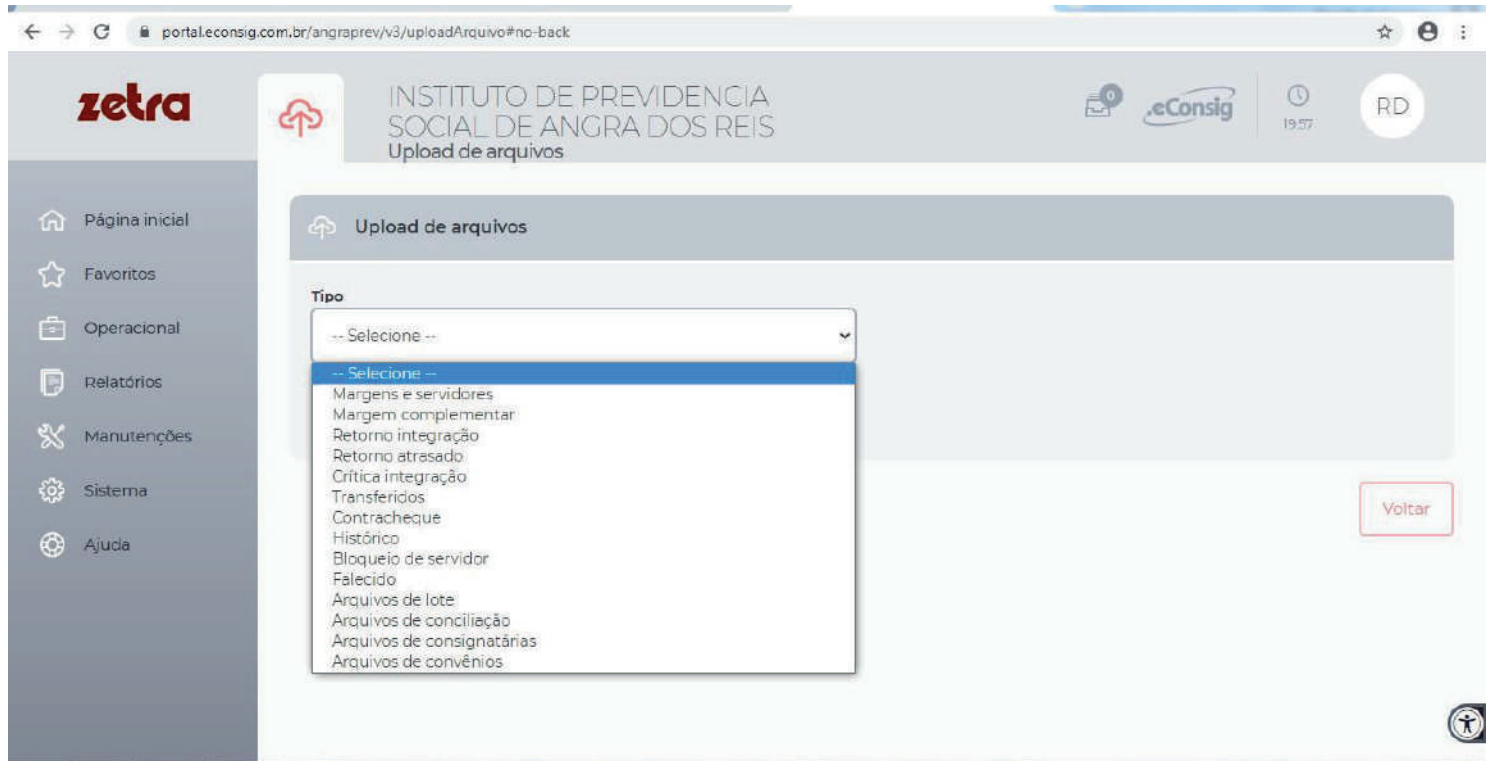 portal.econsig.com.br/angraprev/v3/uploadArquivo#no-back
zetra
INSTITUTO DE PREVIDENCIA
SOCIAL DE ANGRA DOS REIS
Upload de arquivos
0
.eConsig
19:57
RD
Página inicial
Favoritos
Operacional
Relatórios
Manutenções
Sistema
Ajuda
Upload de arquivos
Tipo
-- Selecione --
-- Selecione --
Margens e servidores
Margem complementar
Retorno integração
Retorno atrasado
Crítica integração
Transferidos
Contracheque
Histórico
Bloqueio de servidor
Falecido
Arquivos de lote
Arquivos de conciliação
Arquivos de consignatárias
Arquivos de convênios
Voltar